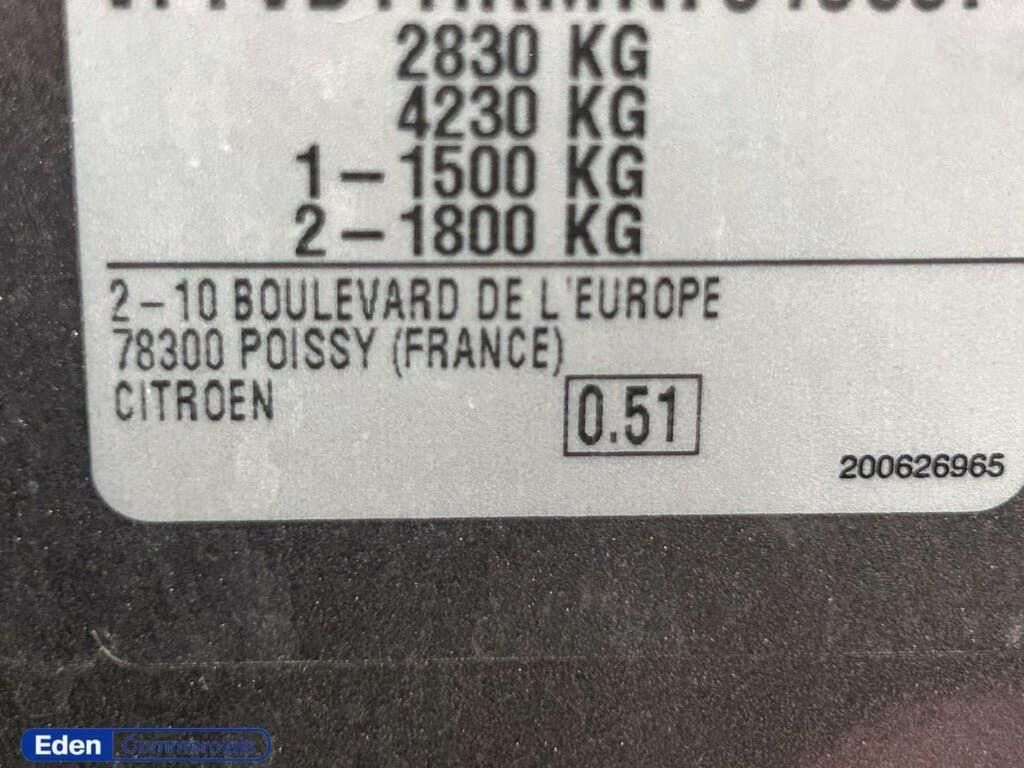 2830 KG
4230 KG
1 – 1500 KG
2 – 1800 KG
2 – 10 BOULEVARD DE L'EUROPE
78300 POISSY (FRANCE)
CITROEN
0.51
200626965
Eden Commercials